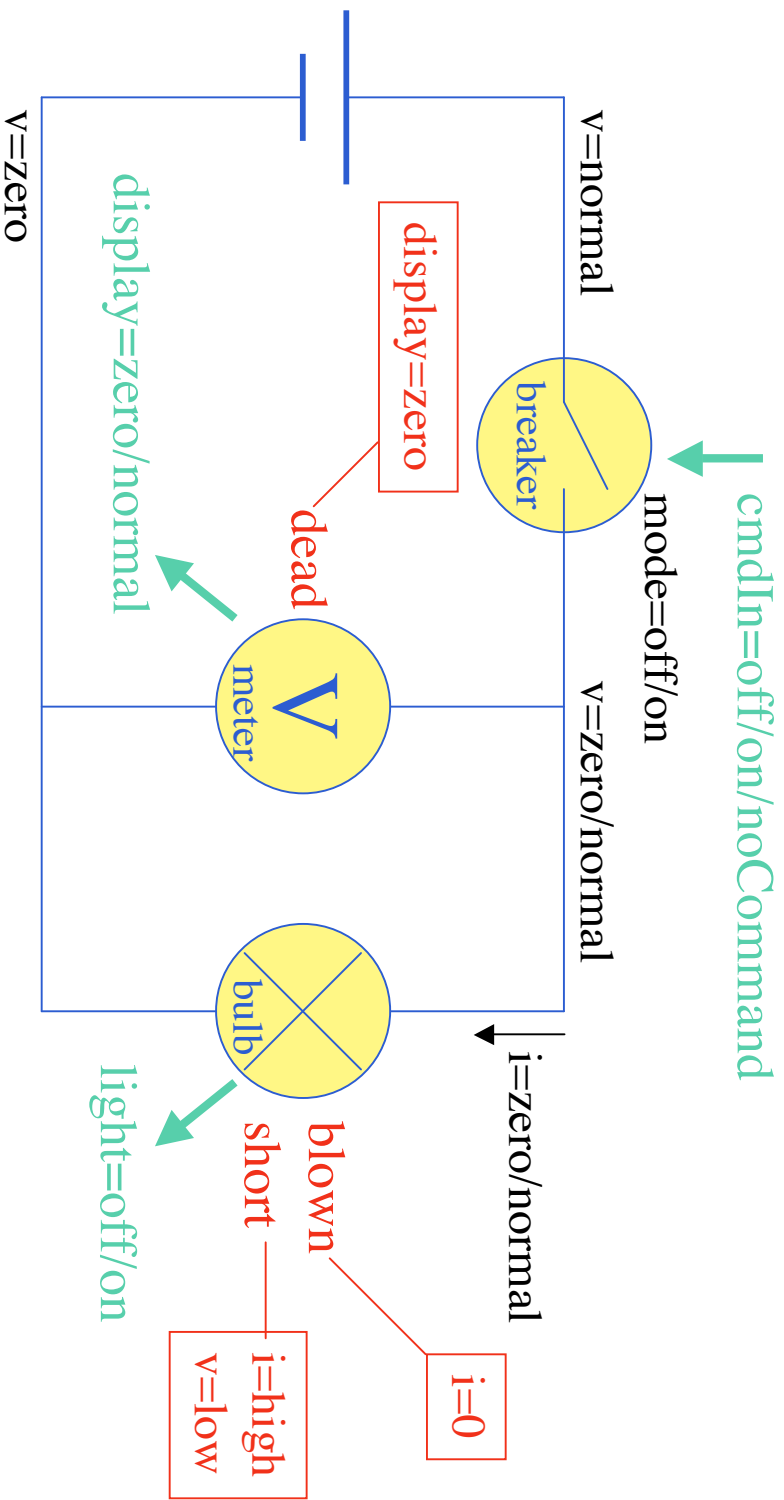 cmdIn=off/on/noCommand
mode=off/on
v=normal
v=zero/normal
breaker
i=zero/normal
display=zero
dead
V
meter
bulb
blown
short
i=0
i=high
v=low
display=zero/normal
light=off/on
v=zero